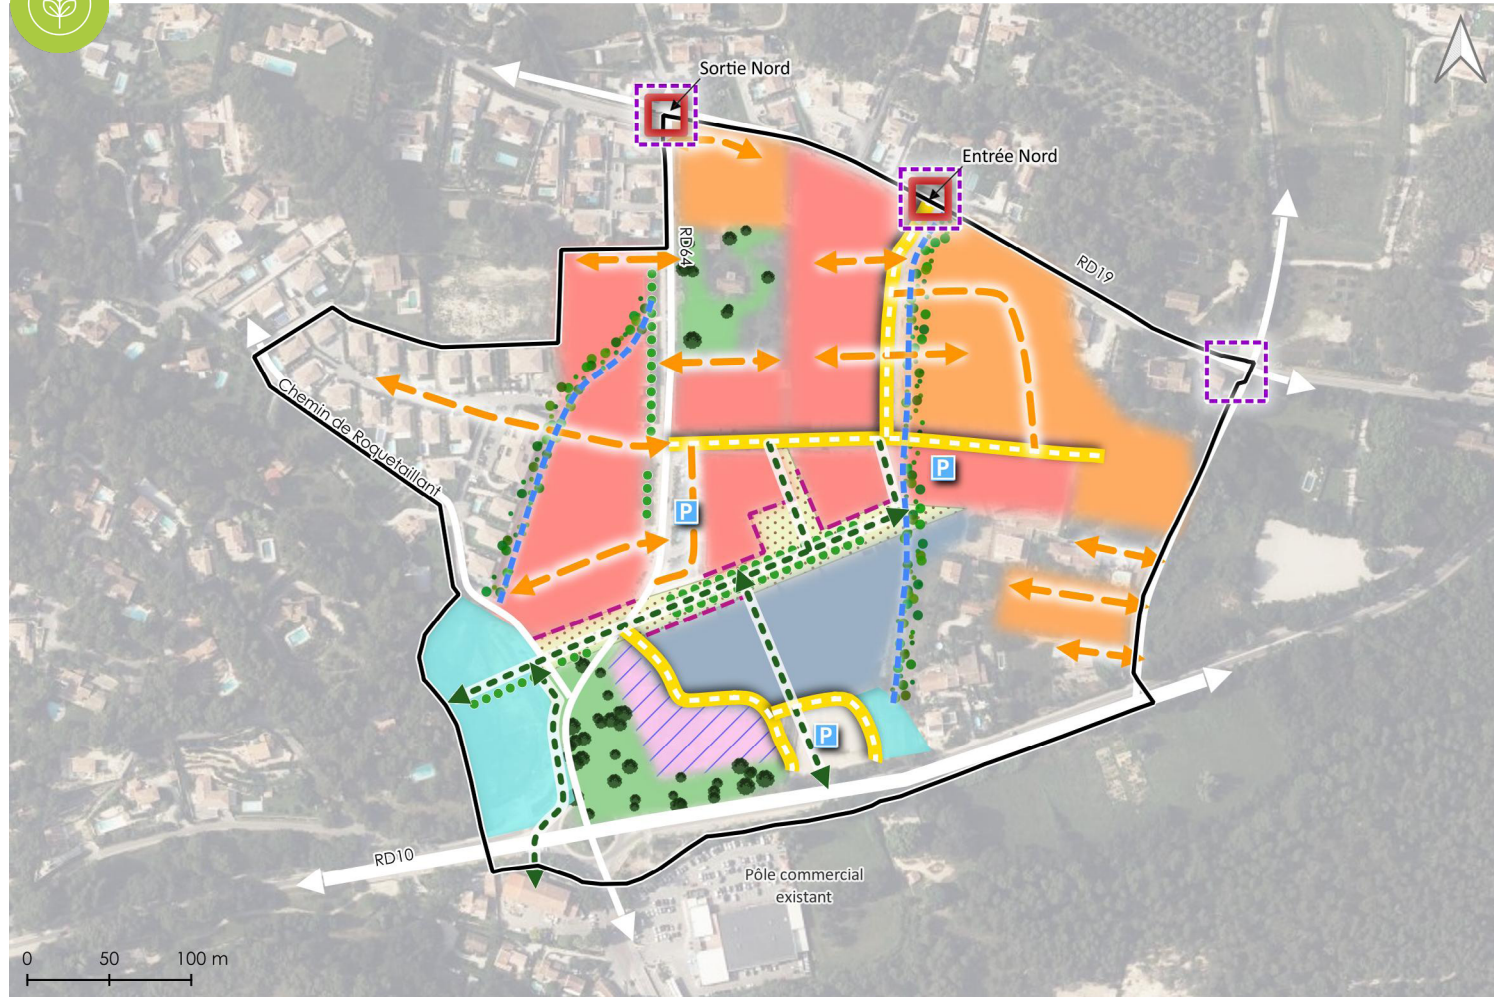 Sortie Nord
Entrée Nord
RD64
RD19
Chemin de Roquetaillant
P
P
P
RD10
Pôle commercial
existant
0 50 100 m